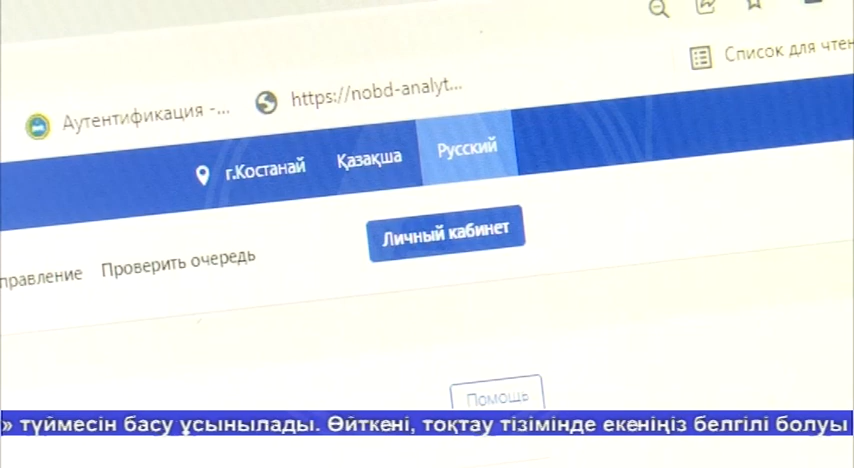 Список для чтен
Аутентификация -... https://nobd-analyt...
г.Костанай Қазақша Русский
правление Проверить очередь Личный кабинет
Помощь
» түймесін басу ұсынылады. Өйткені, тоқтау тізімінде екеніңіз белгілі болуы